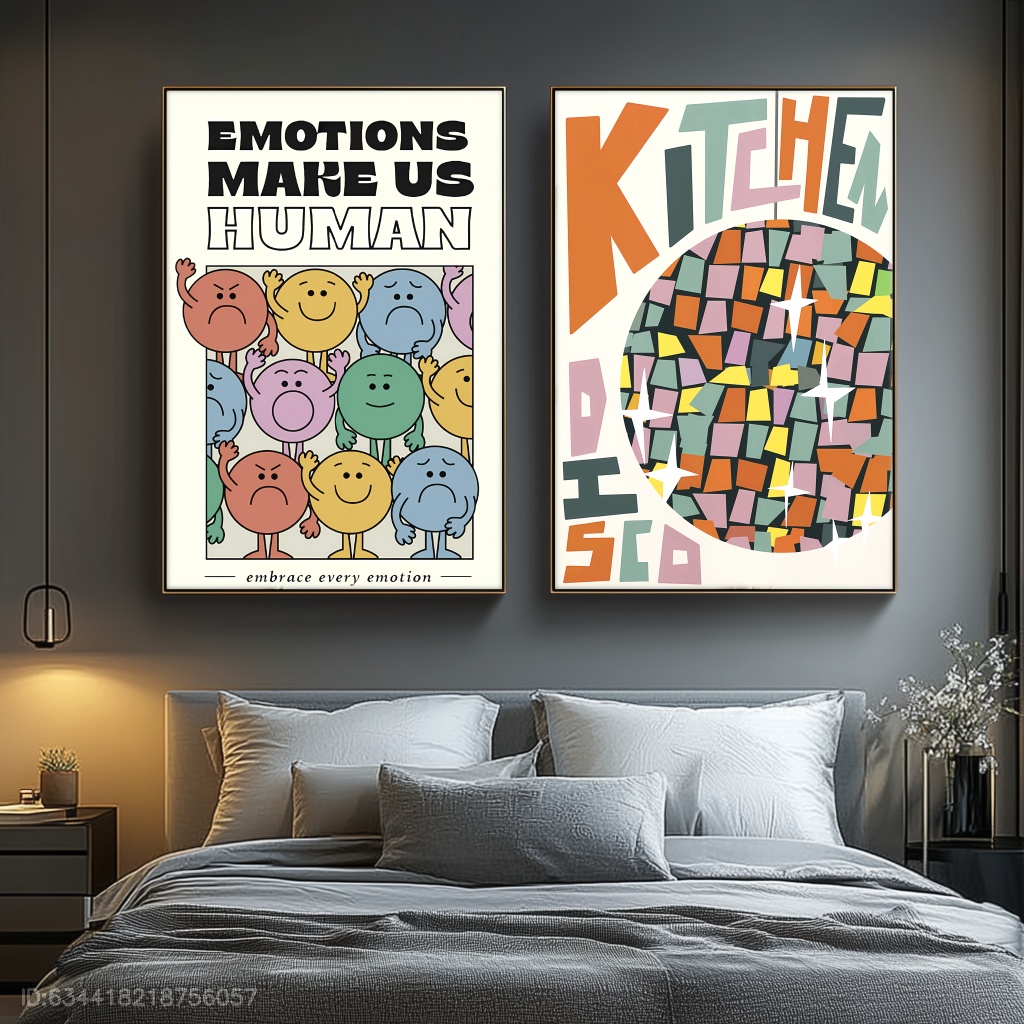 EMOTIONS
MAKE US
HUMAN
embrace every emotion
KITCHEN
DISCO
ID:634418218756057